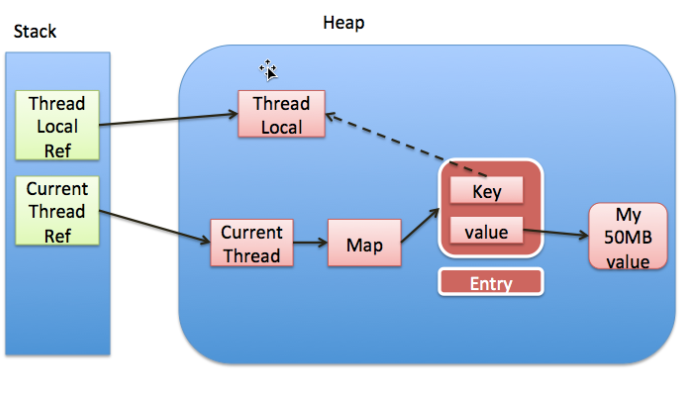 Heap
Stack
Thread
Local
Ref
Thread
Local
Current
Thread
Ref
Key
value
My
50MB
value
Current
Thread
Map
Entry